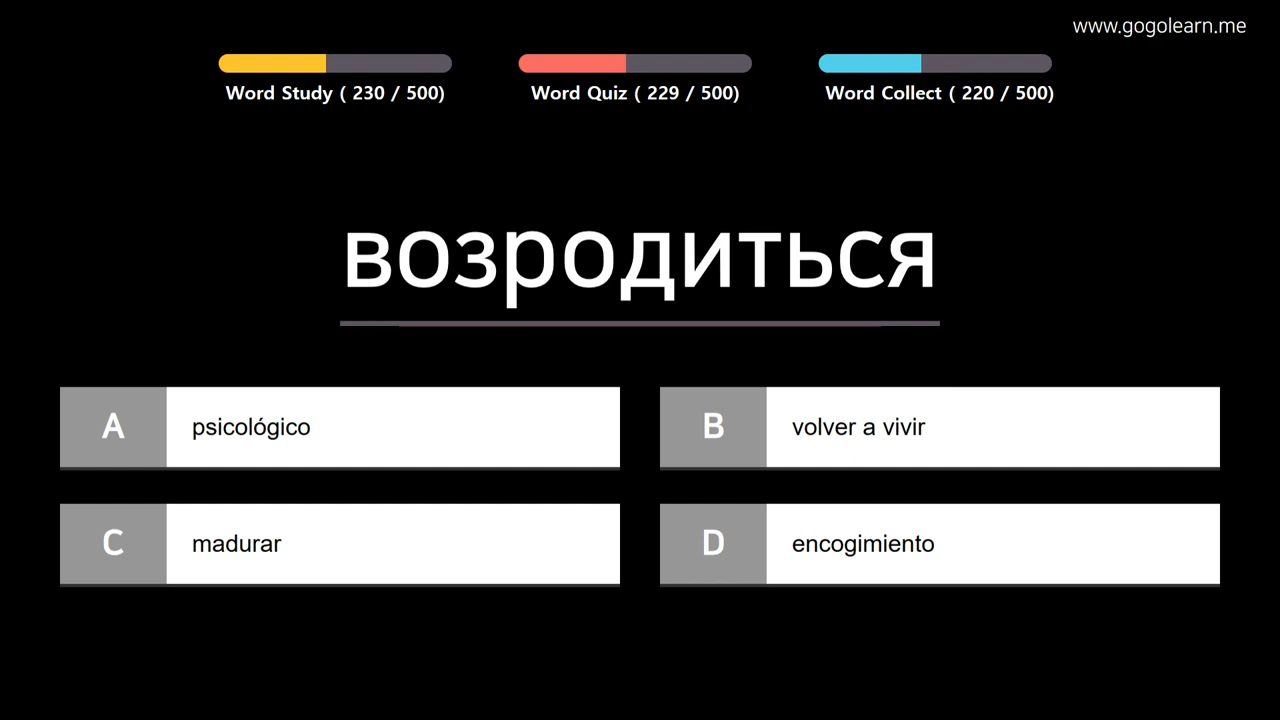 www.gogolearn.me
Word Study ( 230 / 500)
Word Quiz ( 229 / 500)
Word Collect ( 220 / 500)
возродиться
A
psicológico
B
volver a vivir
C
madurar
D
encogimiento